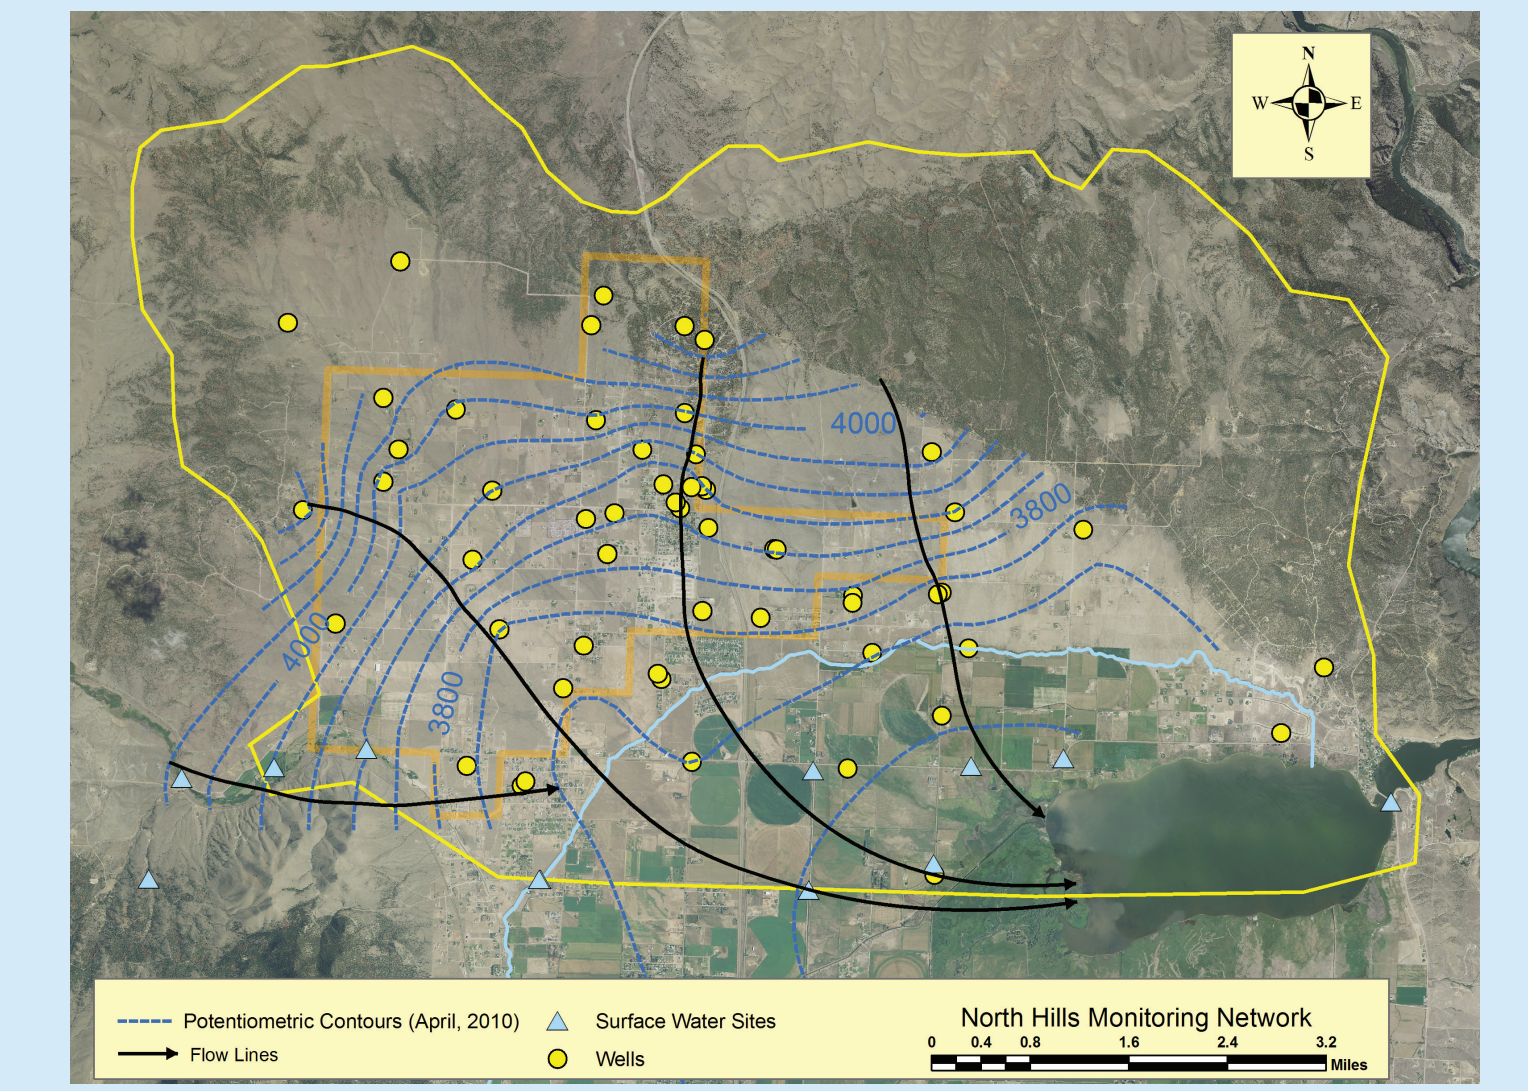 N
W E
S
4000
3800
4000
3800
Potentiometric Contours (April, 2010)
Flow Lines
Surface Water Sites
Wells
North Hills Monitoring Network
0 0.4 0.8 1.6 2.4 3.2
Miles